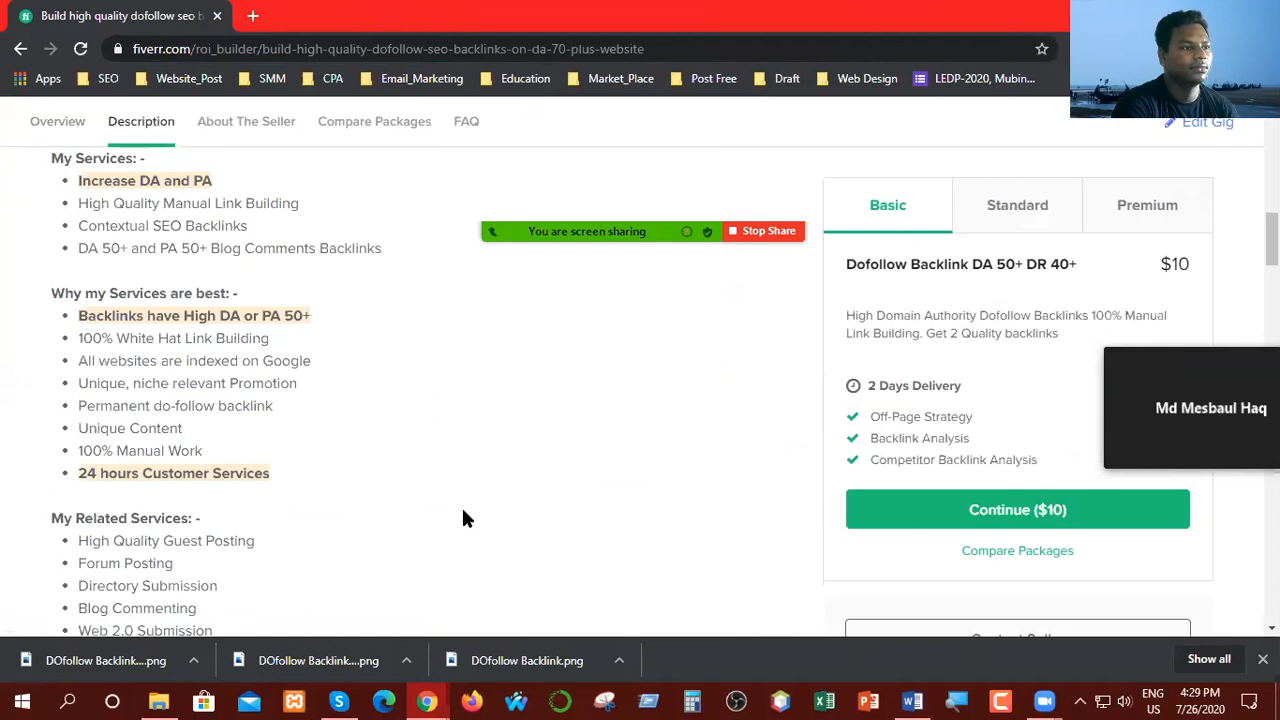 Build high quality dofollow seo b
fiverr.com/roi_builder/build-high-quality-dofollow-seo-backlinks-on-da-70-plus-website
Apps SEO Website_Post SMM CPA Email_Marketing Education Market_Place Post Free Draft Web Design LEDP-2020, Mubin...
Overview Description About The Seller Compare Packages FAQ
Edit Gig
My Services: -
Increase DA and PA
High Quality Manual Link Building
Contextual SEO Backlinks
DA 50+ and PA 50+ Blog Comments Backlinks
Why my Services are best: -
Backlinks have High DA or PA 50+
100% White Hat Link Building
All websites are indexed on Google
Unique, niche relevant Promotion
Permanent do-follow backlink
Unique Content
100% Manual Work
24 hours Customer Services
My Related Services: -
High Quality Guest Posting
Forum Posting
Directory Submission
Blog Commenting
Web 2.0 Submission
You are screen sharing Stop Share
Basic Standard Premium
Dofollow Backlink DA 50+ DR 40+ $10
High Domain Authority Dofollow Backlinks 100% Manual
Link Building. Get 2 Quality backlinks
2 Days Delivery
Off-Page Strategy
Backlink Analysis
Competitor Backlink Analysis
Continue ($10)
Compare Packages
Md Mesbaul Haq
DOfollow Backlink....png DOfollow Backlink....png DOfollow Backlink.png Show all
ENG
US
4:29 PM
7/26/2020